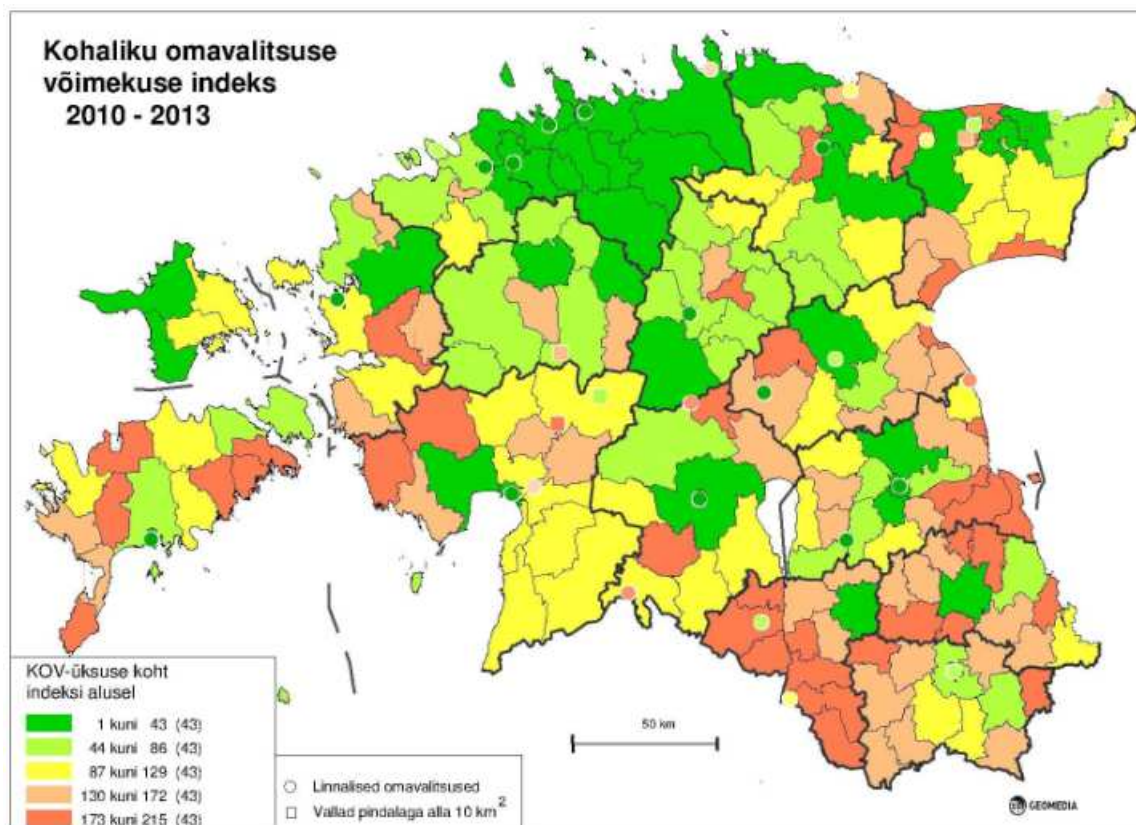 Kohaliku omavalitsuse
võimekuse indeks
2010 - 2013
KOV-üksuse koht
indeksi alusel
1 kuni 43 (43)
44 kuni 86 (43)
87 kuni 129 (43)
130 kuni 172 (43)
173 kuni 215 (43)
Linnalised omavalitsused
Vallad pindalaga alla 10 km²
50 km
GEOMEDIA